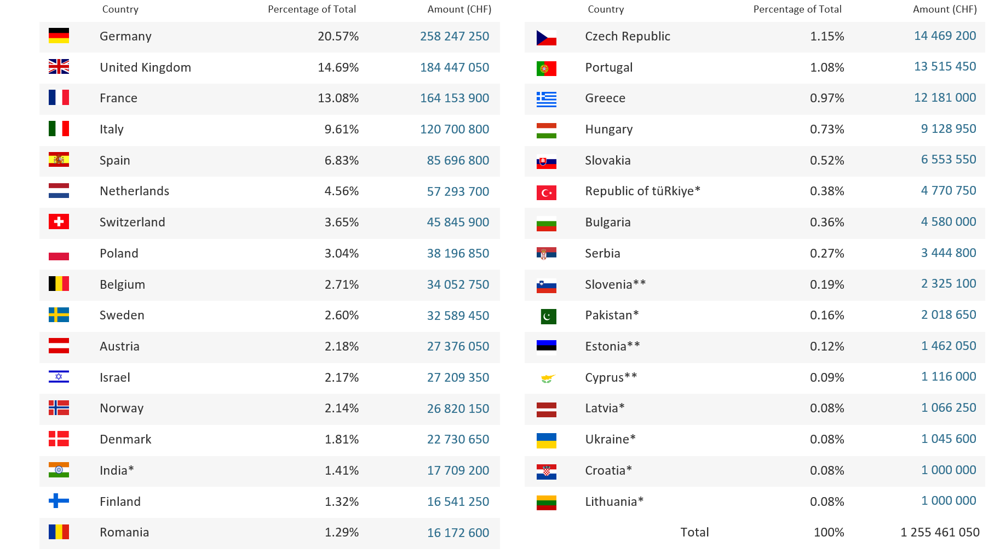 Country Percentage of Total Amount (CHF)
Germany 20.57% 258 247 250
United Kingdom 14.69% 184 447 050
France 13.08% 164 153 900
Italy 9.61% 120 700 800
Spain 6.83% 85 696 800
Netherlands 4.56% 57 293 700
Switzerland 3.65% 45 845 900
Poland 3.04% 38 196 850
Belgium 2.71% 34 052 750
Sweden 2.60% 32 589 450
Austria 2.18% 27 376 050
Israel 2.17% 27 209 350
Norway 2.14% 26 820 150
Denmark 1.81% 22 730 650
India* 1.41% 17 709 200
Finland 1.32% 16 541 250
Romania 1.29% 16 172 600
Country Percentage of Total Amount (CHF)
Czech Republic 1.15% 14 469 200
Portugal 1.08% 13 515 450
Greece 0.97% 12 181 000
Hungary 0.73% 9 128 950
Slovakia 0.52% 6 553 550
Republic of tüRkiye* 0.38% 4 770 750
Bulgaria 0.36% 4 580 000
Serbia 0.27% 3 444 800
Slovenia** 0.19% 2 325 100
Pakistan* 0.16% 2 018 650
Estonia** 0.12% 1 462 050
Cyprus** 0.09% 1 116 000
Latvia* 0.08% 1 066 250
Ukraine* 0.08% 1 045 600
Croatia* 0.08% 1 000 000
Lithuania* 0.08% 1 000 000
Total 100% 1 255 461 050